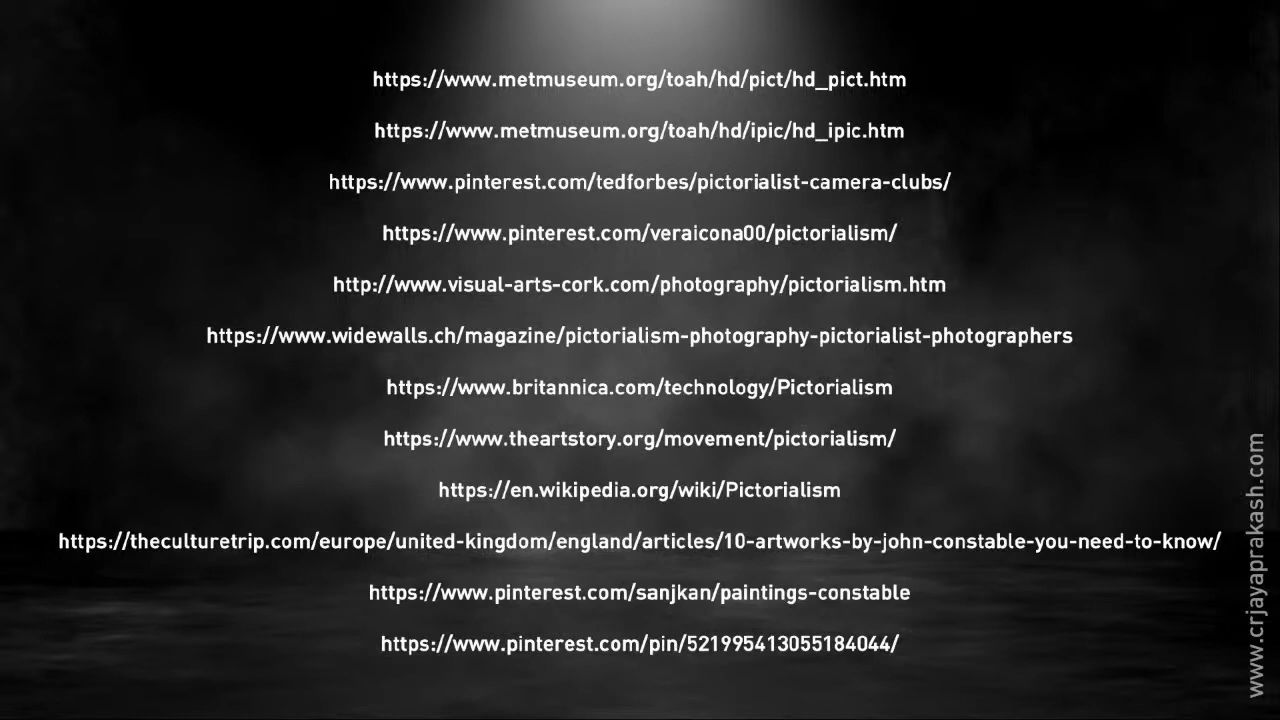 https://www.metmuseum.org/toah/hd/pict/hd_pict.htm
https://www.metmuseum.org/toah/hd/ipic/hd_ipic.htm
https://www.pinterest.com/tedforbes/pictorialist-camera-clubs/
https://www.pinterest.com/veraicona00/pictorialism/
http://www.visual-arts-cork.com/photography/pictorialism.htm
https://www.widewalls.ch/magazine/pictorialism-photography-pictorialist-photographers
https://www.britannica.com/technology/Pictorialism
https://www.theartstory.org/movement/pictorialism/
https://en.wikipedia.org/wiki/Pictorialism
https://theculturetrip.com/europe/united-kingdom/england/articles/10-artworks-by-john-constable-you-need-to-know/
https://www.pinterest.com/sanjkan/paintings-constable
https://www.pinterest.com/pin/521995413055184044/
www.crjayaprakash.com